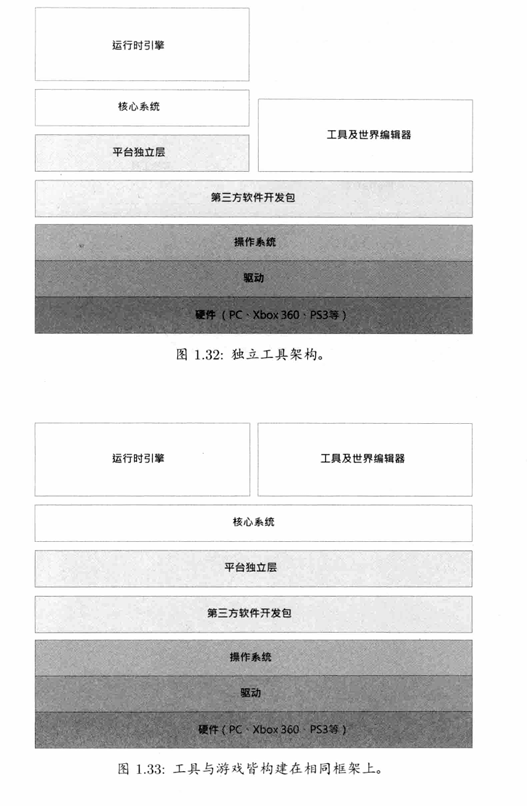 运行时引擎
核心系统
工具及世界编辑器
平台独立层
第三方软件开发包
操作系统
驱动
硬件（PC、Xbox 360、PS3等）
图 1.32: 独立工具架构。
运行时引擎 工具及世界编辑器
核心系统
平台独立层
第三方软件开发包
操作系统
驱动
硬件（PC、Xbox 360、PS3等）
图 1.33: 工具与游戏皆构建在相同框架上。